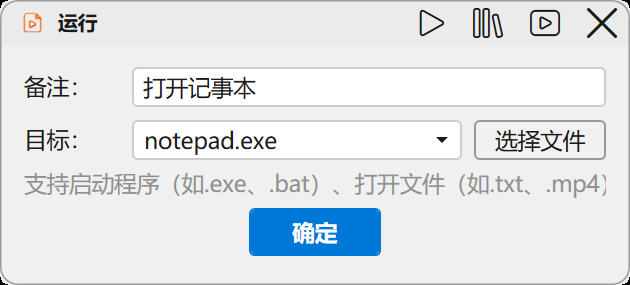 运行
备注：
打开记事本
目标：
notepad.exe
选择文件
支持启动程序（如.exe、.bat）、打开文件（如.txt、.mp4）
确定